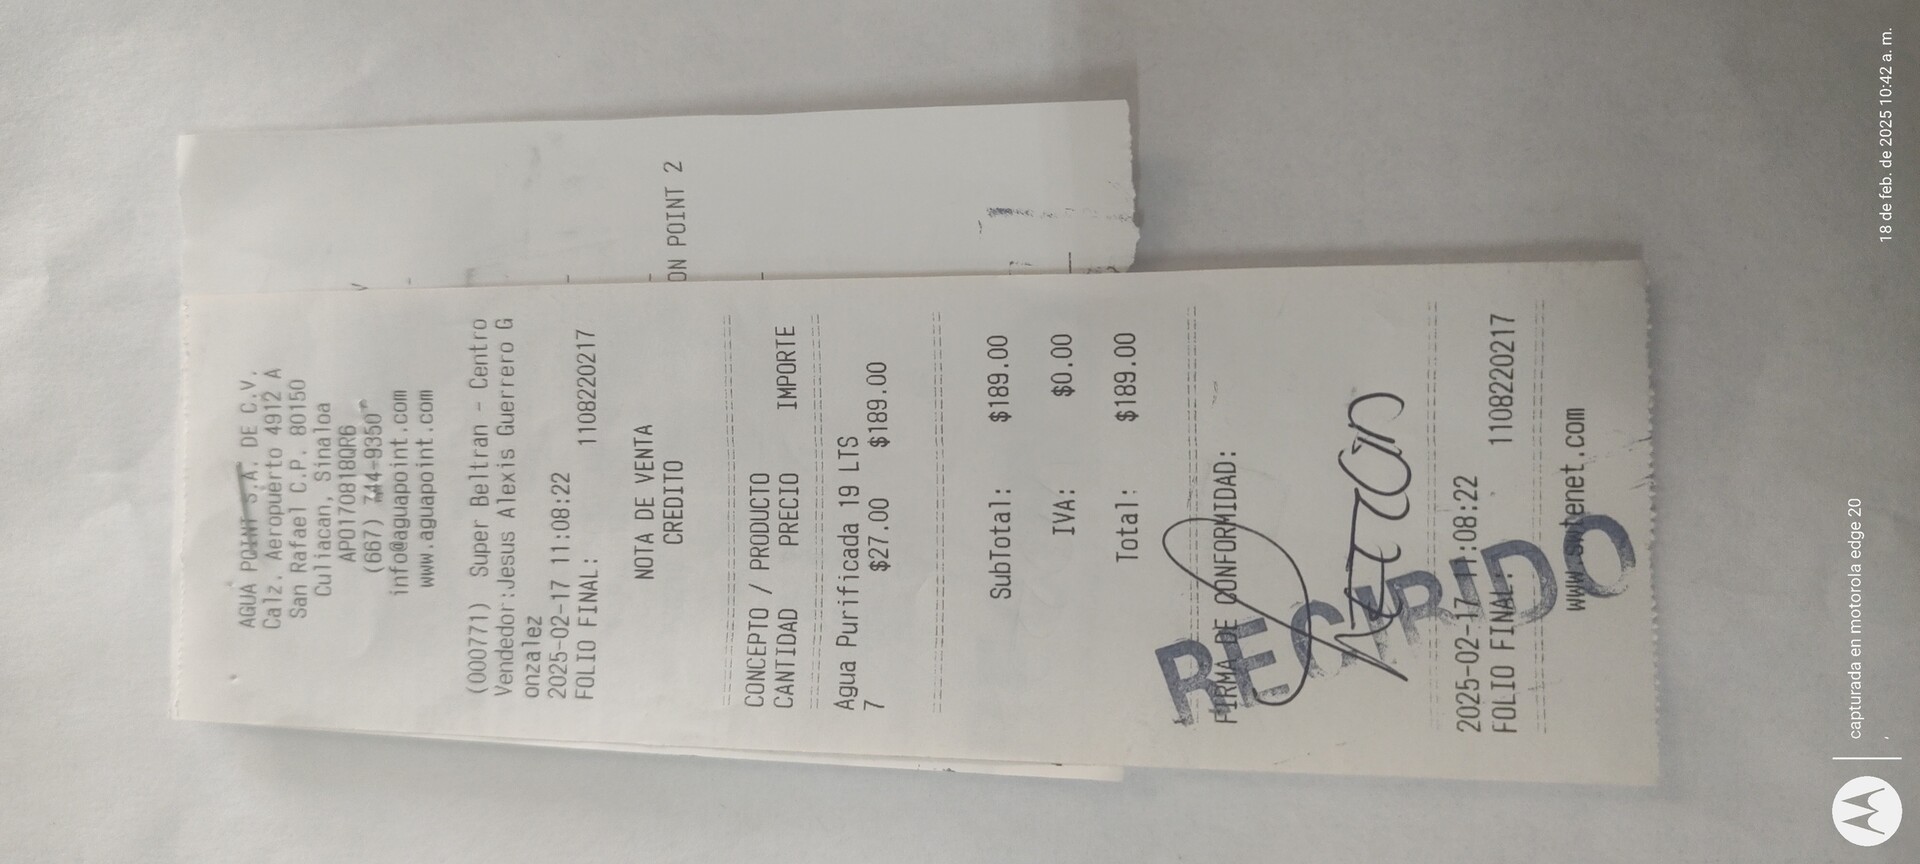 AGUA POINT S.A. DE C.V.
Calz. Aeropuerto 4912 A
San Rafael C.P. 80150
Culiacan, Sinaloa
APO170818QR6
(667) 744-9350
info@aguapoint.com
www.aguapoint.com
(000771) Super Beltran - Centro
Vendedor:Jesus Alexis Guerrero G
onzalez
2025-02-17 11:08:22
FOLIO FINAL: 1108220217
NOTA DE VENTA
CREDITO
ON POINT 2
CONCEPTO / PRODUCTO
CANTIDAD PRECIO IMPORTE
Agua Purificada 19 LTS
7 $27.00 $189.00
SubTotal: $189.00
IVA: $0.00
Total: $189.00
FIRMA DE CONFORMIDAD:
RECIBIDO
2025-02-17 11:08:22
FOLIO FINAL: 1108220217
www.swtenet.com
capturada en motorola edge 20
18 de feb. de 2025 10:42 a. m.